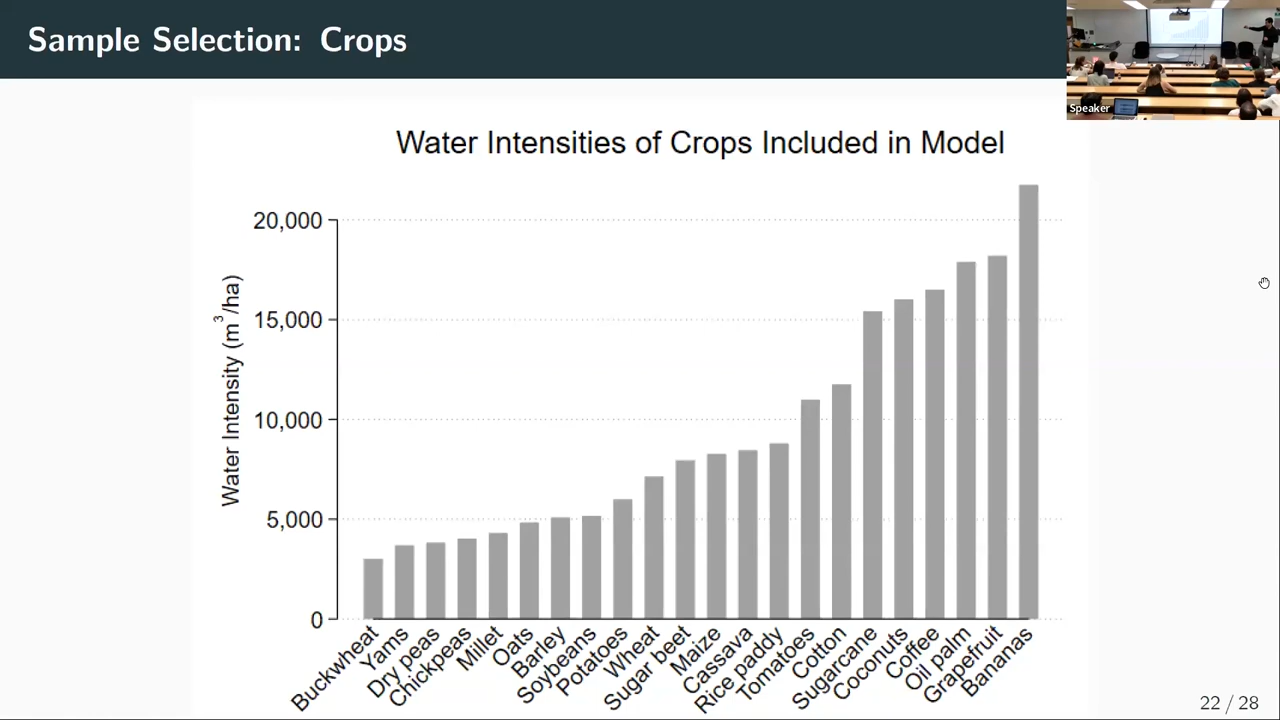 Sample Selection: Crops
Speaker
Water Intensities of Crops Included in Model
Water Intensity (m³/ha)
20,000
15,000
10,000
5,000
0
Buckwheat
Yams
Dry peas
Chickpeas
Millet
Oats
Barley
Soybeans
Potatoes
Wheat
Sugar beet
Maize
Cassava
Rice paddy
Tomatoes
Cotton
Sugarcane
Coconuts
Coffee
Oil palm
Grapefruit
Bananas
22 / 28